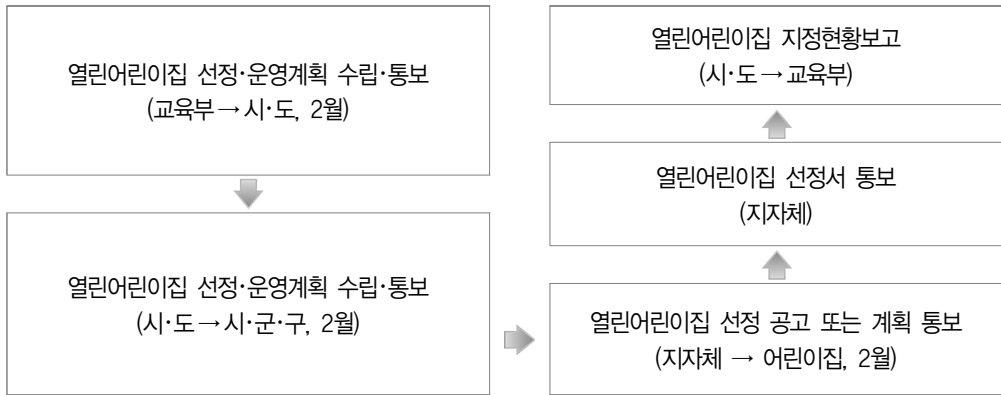 열린어린이집 선정·운영계획 수립·통보
(교육부→시·도, 2월)
열린어린이집 선정·운영계획 수립·통보
(시·도→시·군·구, 2월)
열린어린이집 선정 공고 또는 계획 통보
(지자체 → 어린이집, 2월)
열린어린이집 선정서 통보
(지자체)
열린어린이집 지정현황보고
(시·도→교육부)